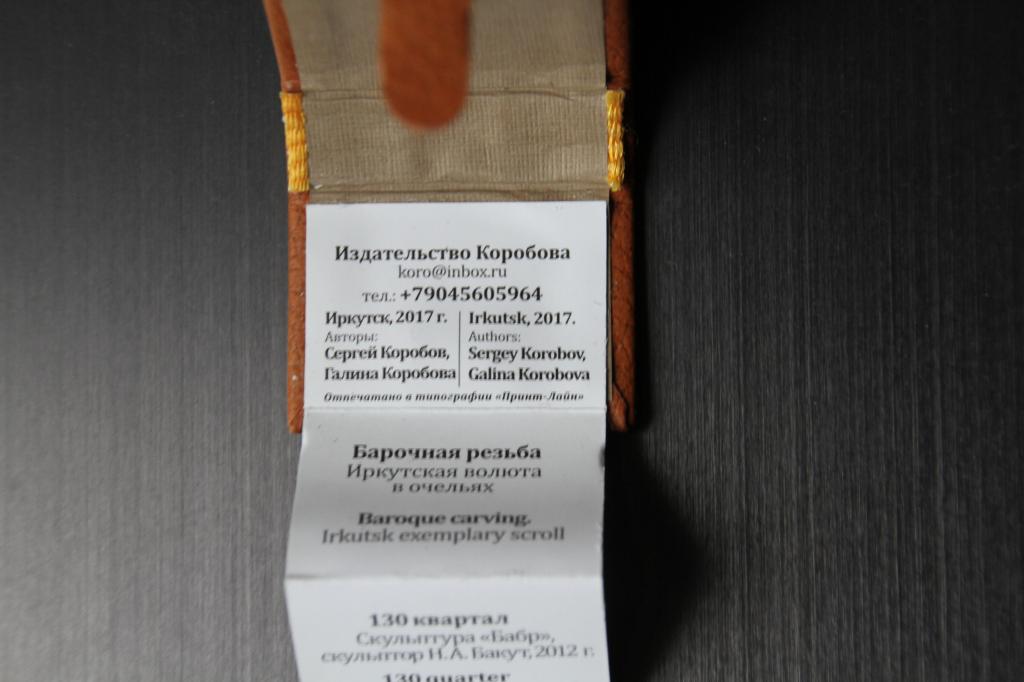 Издательство Коробова
koro@inbox.ru
тел.: +79045605964
Иркутск, 2017 г.
Авторы:
Сергей Коробов,
Галина Коробова
Irkutsk, 2017.
Authors:
Sergey Korobov,
Galina Korobova
Отпечатано в типографии «Принт-Лайн»
Барочная резьба
Иркутская волюта
в очельях
Baroque carving.
Irkutsk exemplary scroll
130 квартал
Скульптура «Бабр»,
скульптор Н. А. Бакут, 2012 г.
130 quarter